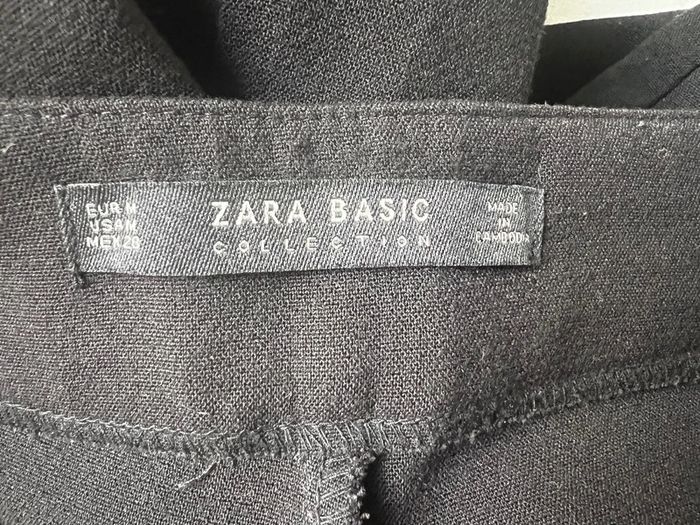 EUR M
USA M
MEX 28
ZARA BASIC
COLLECTION
MADE
IN
CAMBODIA